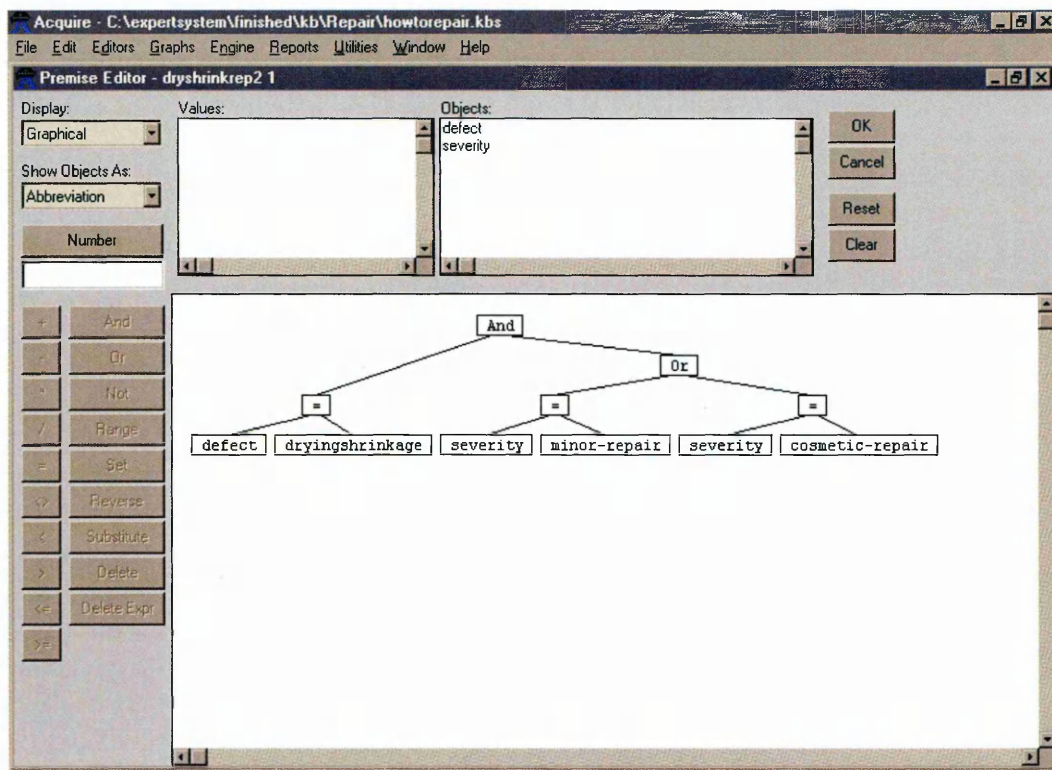 Acquire - C:\expertsystem\finished\kb\Repair\howtorepair.kbs
File Edit Editors Graphs Engine Reports Utilities Window Help
Premise Editor - dryshrinkrep2 1
Display:
Graphical
Show Objects As:
Abbreviation
Number
Values:
Objects:
defect
severity
OK
Cancel
Reset
Clear
+ And
Or
Not
/ Range
= Set
<> Reverse
< Substitute
> Delete
<= Delete Expr
>=
And
Or
= = =
defect dryingshrinkage severity minor-repair severity cosmetic-repair